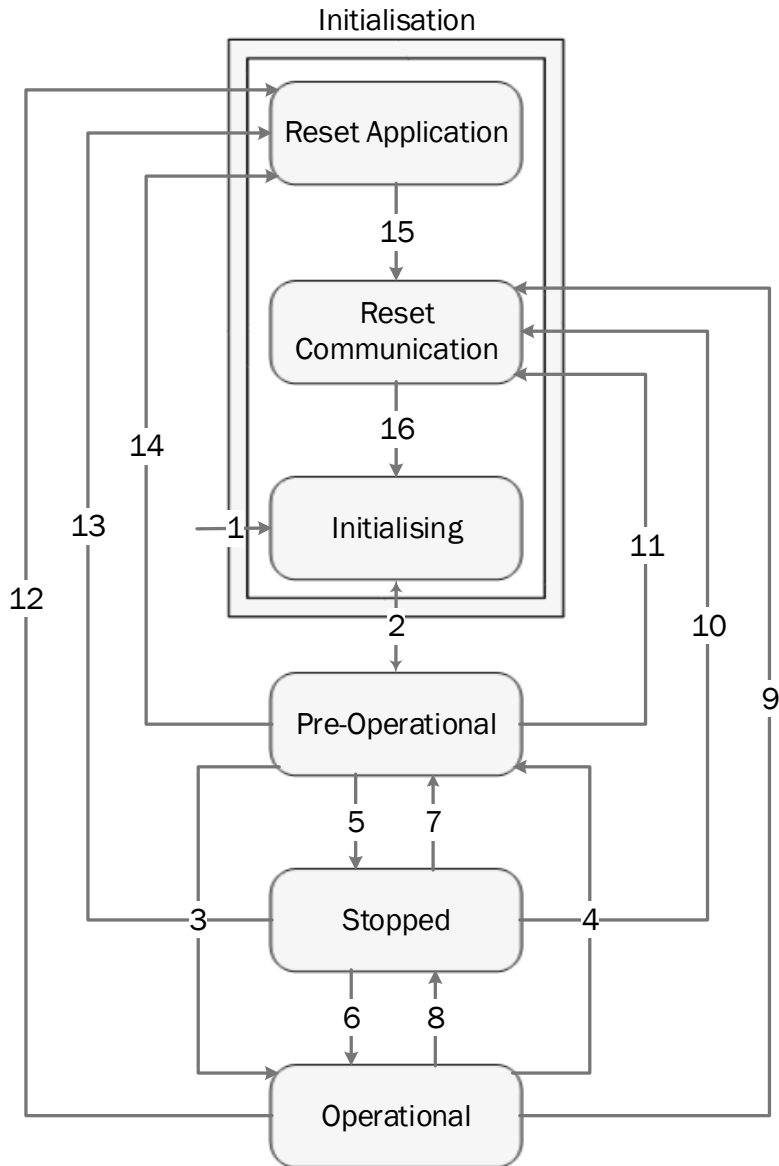 Initialisation
Reset Application
15
Reset
Communication
16
14
13
1
Initialising
11
12
2
10
9
Pre-Operational
5
7
3
Stopped
4
6
8
Operational